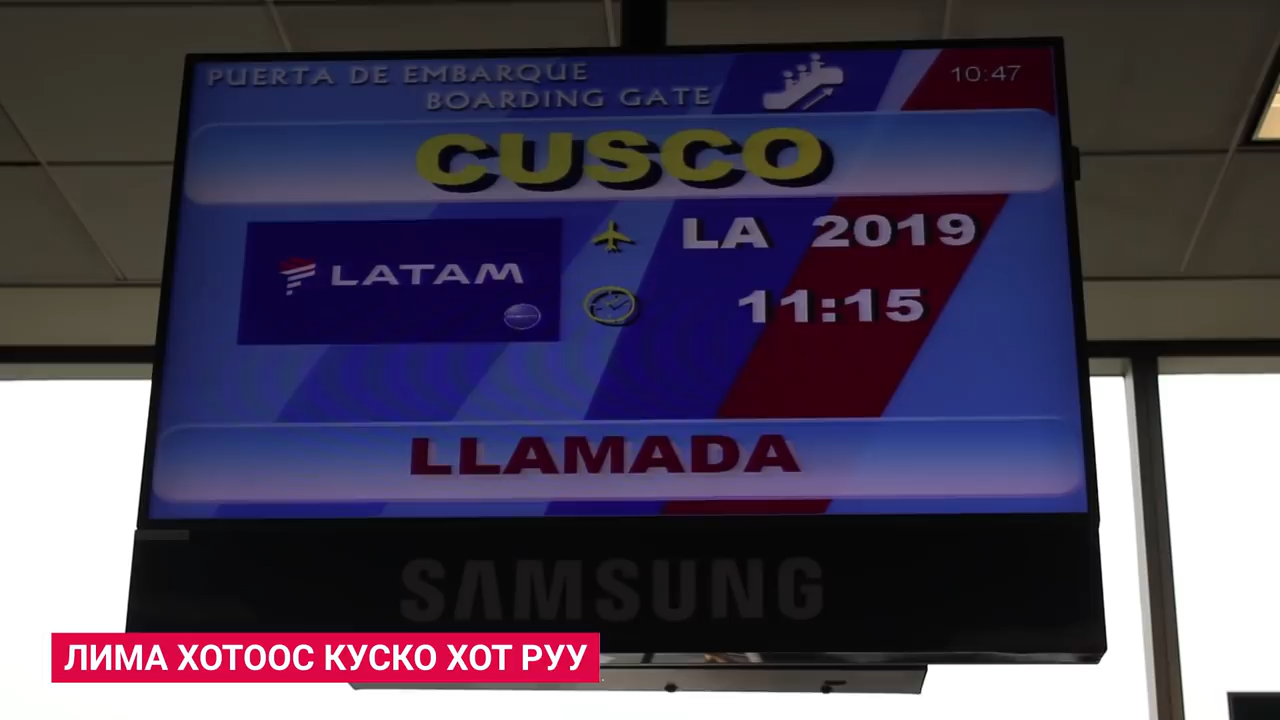 PUERTA DE EMBARQUE
BOARDING GATE
10:47
CUSCO
LATAM
LA 2019
11:15
LLAMADA
SAMSUNG
ЛИМА ХОТООС КУСКО ХОТ РУУ